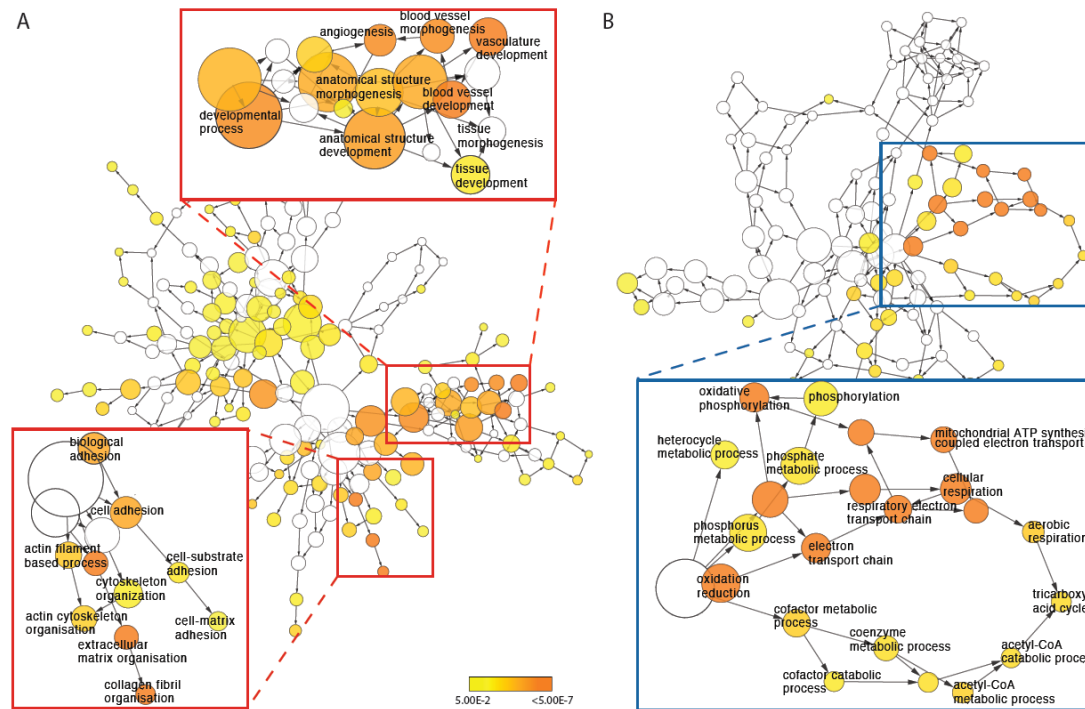 A
B
angiogenesis
blood vessel
morphogenesis
vasculature
development
anatomical structure
morphogenesis
blood vessel
development
developmental
process
anatomical structure
development
tissue
morphogenesis
tissue
development
biological
adhesion
cell adhesion
actin filament
based process
cell-substrate
adhesion
cytoskeleton
organization
actin cytoskeleton
organisation
cell-matrix
adhesion
extracellular
matrix organisation
collagen fibril
organisation
5.00E-2
<5.00E-7
oxidative
phosphorylation
phosphorylation
heterocycle
metabolic process
phosphate
metabolic process
mitochondrial ATP synthesis
coupled electron transport
cellular
respiration
respiratory electron
transport chain
phosphorus
metabolic process
electron
transport chain
aerobic
respiration
oxidation
reduction
cofactor metabolic
process
tricarboxy
acid cycle
coenzyme
metabolic process
acetyl-CoA
catabolic proce
cofactor catabolic
process
acetyl-CoA
metabolic process